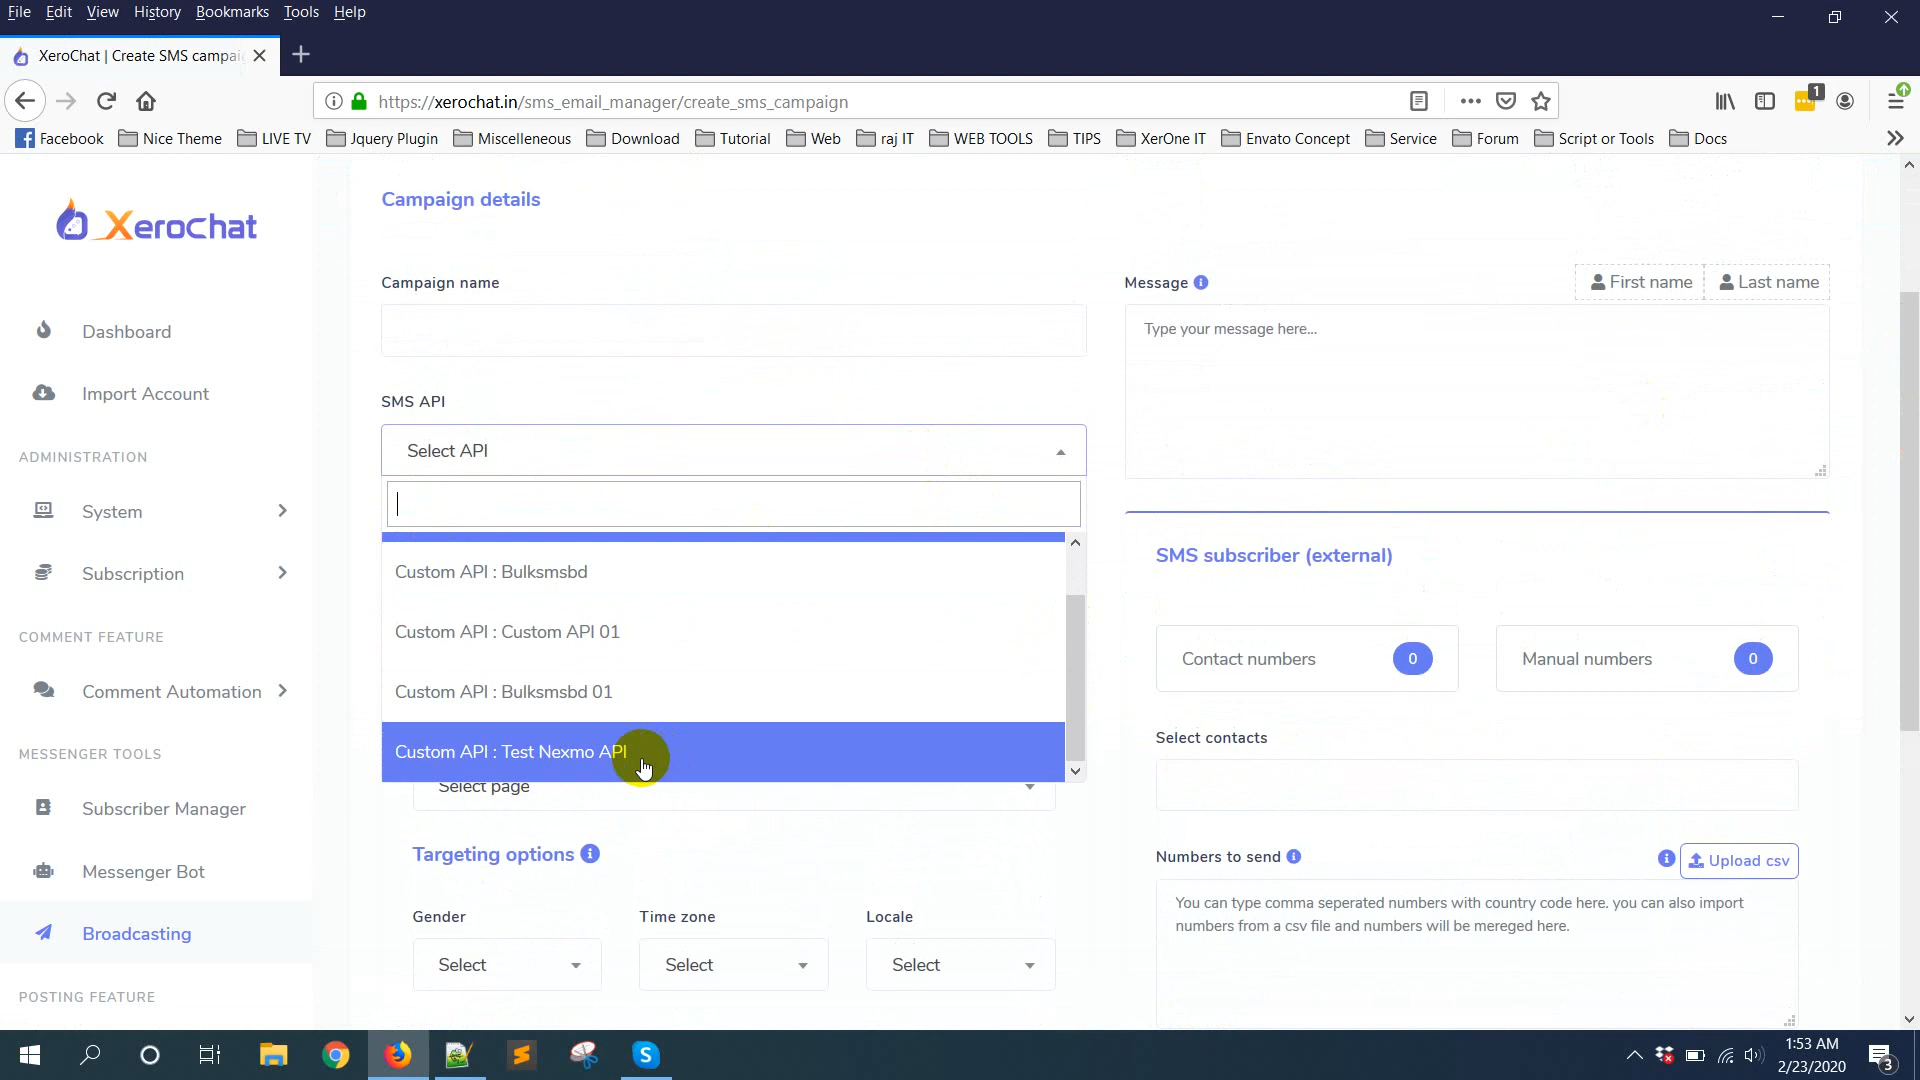 File Edit View History Bookmarks Tools Help
XeroChat | Create SMS campai
https://xerochat.in/sms_email_manager/create_sms_campaign
1
Facebook Nice Theme LIVE TV Jquery Plugin Miscelleneous Download Tutorial Web raj IT WEB TOOLS TIPS XerOne IT Envato Concept Service Forum Script or Tools Docs
XeroChat
Dashboard
Import Account
ADMINISTRATION
System
Subscription
COMMENT FEATURE
Comment Automation
MESSENGER TOOLS
Subscriber Manager
Messenger Bot
Broadcasting
POSTING FEATURE
Campaign details
Campaign name
SMS API
Select API
Custom API : Bulksmsbd
Custom API : Custom API 01
Custom API : Bulksmsbd 01
Custom API : Test Nexmo API
Select page
Targeting options
Gender Time zone Locale
Select Select Select
Message First name Last name
Type your message here...
SMS subscriber (external)
Contact numbers 0 Manual numbers 0
Select contacts
Numbers to send Upload csv
You can type comma seperated numbers with country code here. you can also import
numbers from a csv file and numbers will be mereged here.
1:53 AM
2/23/2020
3